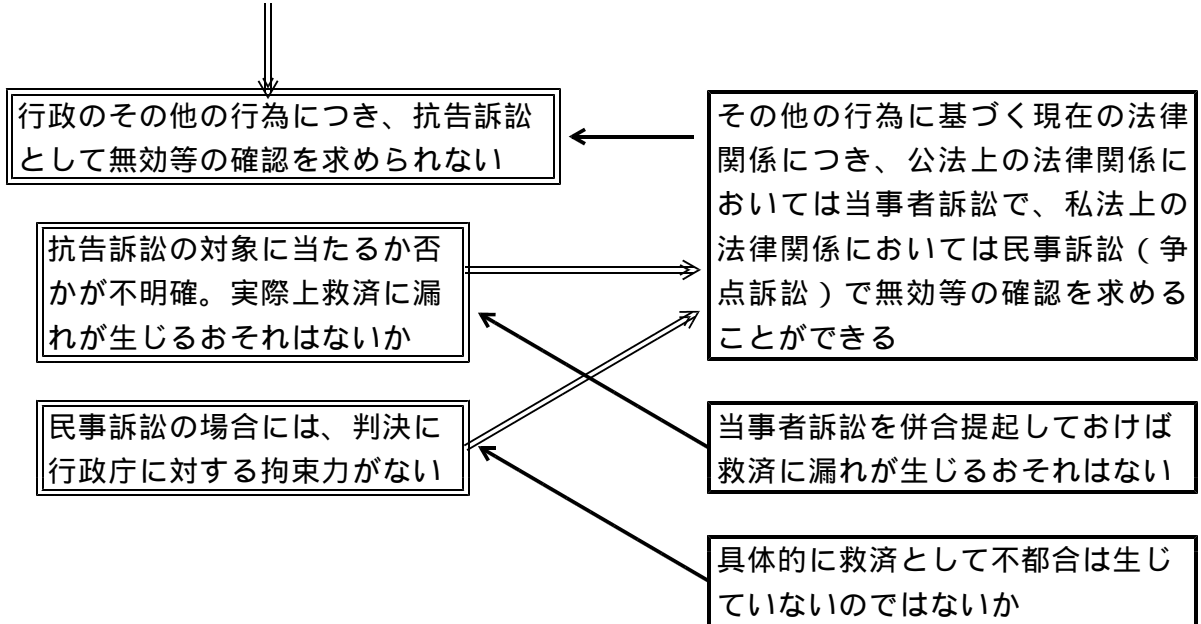 行政のその他の行為につき、抗告訴訟
として無効等の確認を求められない
その他の行為に基づく現在の法律
関係につき、公法上の法律関係に
おいては当事者訴訟で、私法上の
法律関係においては民事訴訟（争
点訴訟）で無効等の確認を求める
ことができる
抗告訴訟の対象に当たるか否
かが不明確。実際上救済に漏
れが生じるおそれはないか
民事訴訟の場合には、判決に
行政庁に対する拘束力がない
当事者訴訟を併合提起しておけば
救済に漏れが生じるおそれはない
具体的に救済として不都合は生じ
ていないのではないか